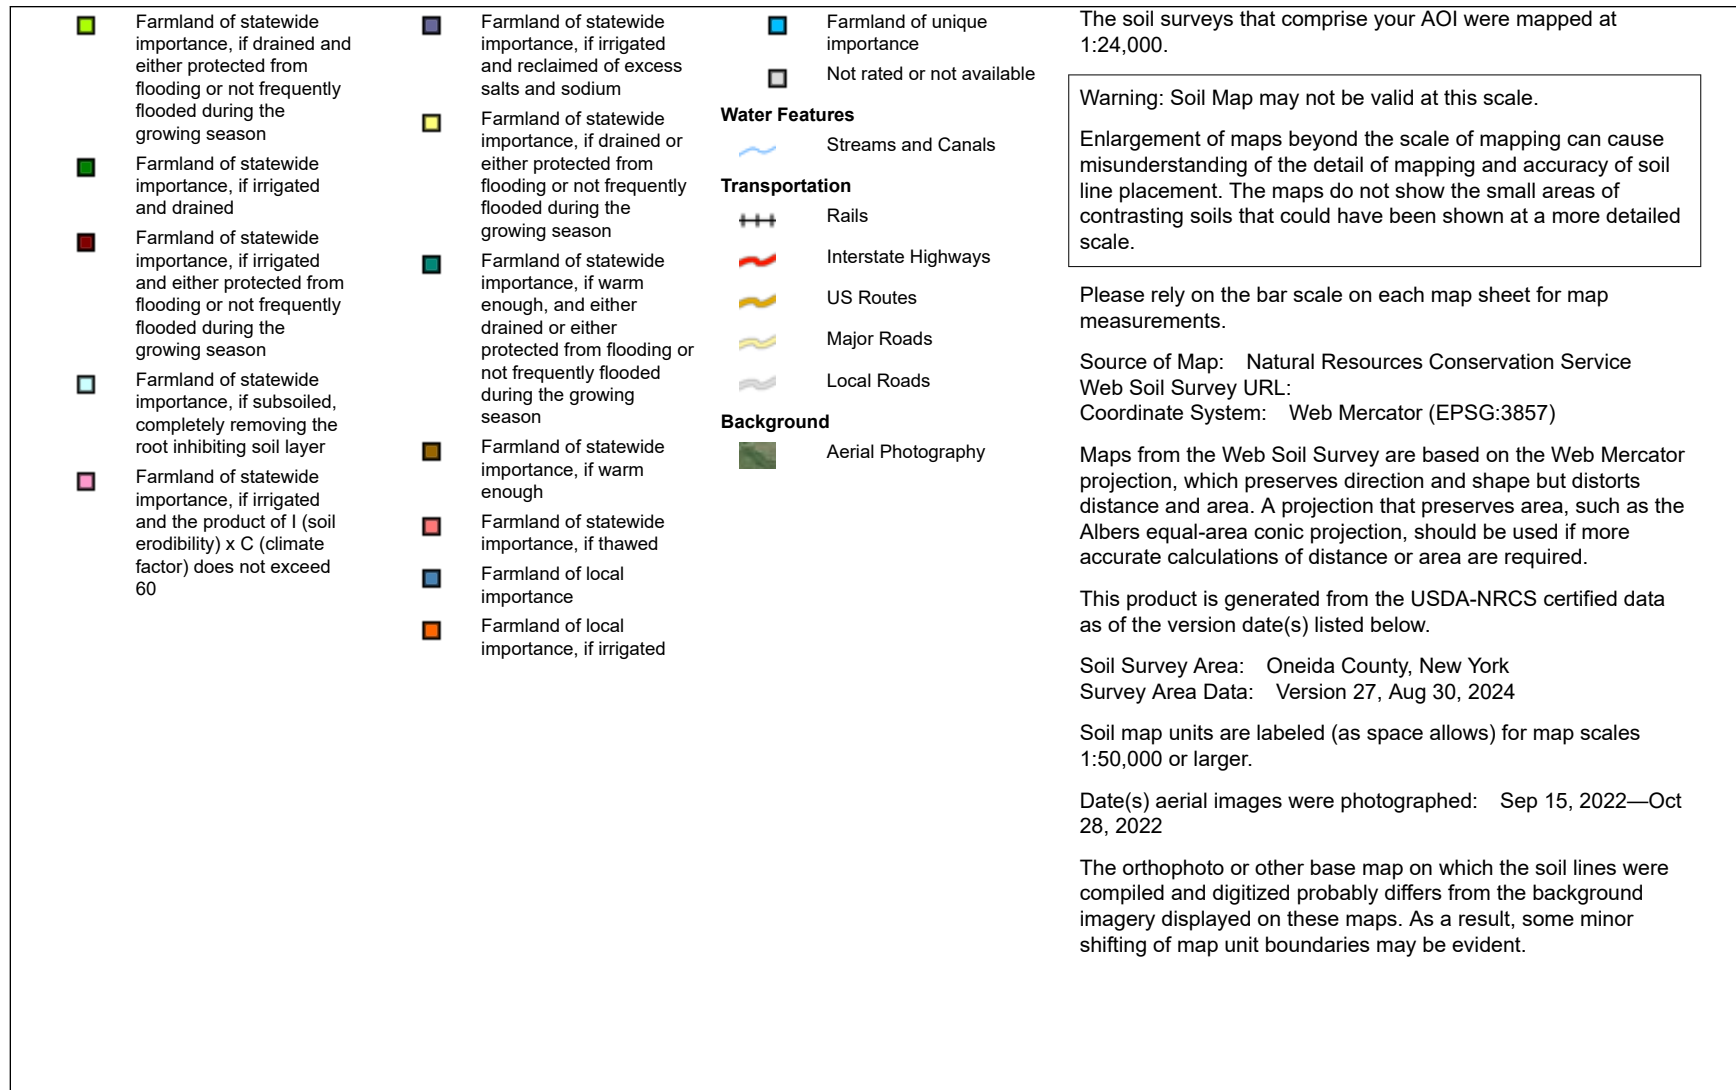 Farmland of statewide
importance, if drained and
either protected from
flooding or not frequently
flooded during the
growing season
Farmland of statewide
importance, if irrigated
and drained
Farmland of statewide
importance, if irrigated
and either protected from
flooding or not frequently
flooded during the
growing season
Farmland of statewide
importance, if subsoiled,
completely removing the
root inhibiting soil layer
Farmland of statewide
importance, if irrigated
and the product of I (soil
erodibility) x C (climate
factor) does not exceed
60
Farmland of statewide
importance, if irrigated
and reclaimed of excess
salts and sodium
Farmland of statewide
importance, if drained or
either protected from
flooding or not frequently
flooded during the
growing season
Farmland of statewide
importance, if warm
enough, and either
drained or either
protected from flooding or
not frequently flooded
during the growing
season
Farmland of statewide
importance, if warm
enough
Farmland of statewide
importance, if thawed
Farmland of local
importance
Farmland of local
importance, if irrigated
Farmland of unique
importance
Not rated or not available
Water Features
Streams and Canals
Transportation
Rails
Interstate Highways
US Routes
Major Roads
Local Roads
Background
Aerial Photography
The soil surveys that comprise your AOI were mapped at
1:24,000.
Warning: Soil Map may not be valid at this scale.
Enlargement of maps beyond the scale of mapping can cause
misunderstanding of the detail of mapping and accuracy of soil
line placement. The maps do not show the small areas of
contrasting soils that could have been shown at a more detailed
scale.
Please rely on the bar scale on each map sheet for map
measurements.
Source of Map: Natural Resources Conservation Service
Web Soil Survey URL:
Coordinate System: Web Mercator (EPSG:3857)
Maps from the Web Soil Survey are based on the Web Mercator
projection, which preserves direction and shape but distorts
distance and area. A projection that preserves area, such as the
Albers equal-area conic projection, should be used if more
accurate calculations of distance or area are required.
This product is generated from the USDA-NRCS certified data
as of the version date(s) listed below.
Soil Survey Area: Oneida County, New York
Survey Area Data: Version 27, Aug 30, 2024
Soil map units are labeled (as space allows) for map scales
1:50,000 or larger.
Date(s) aerial images were photographed: Sep 15, 2022—Oct
28, 2022
The orthophoto or other base map on which the soil lines were
compiled and digitized probably differs from the background
imagery displayed on these maps. As a result, some minor
shifting of map unit boundaries may be evident.